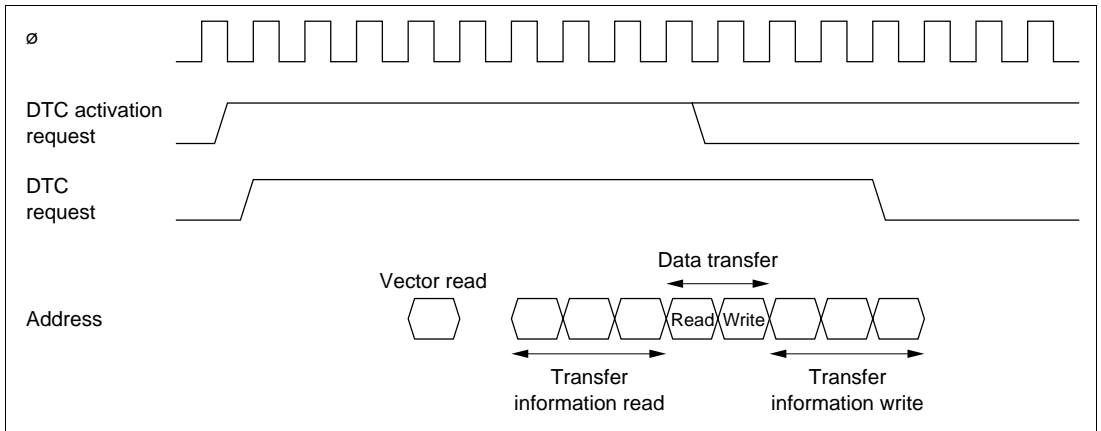 ø
DTC activation
request
DTC
request
Data transfer
Vector read
Address
Read Write
Transfer
information read
Transfer
information write